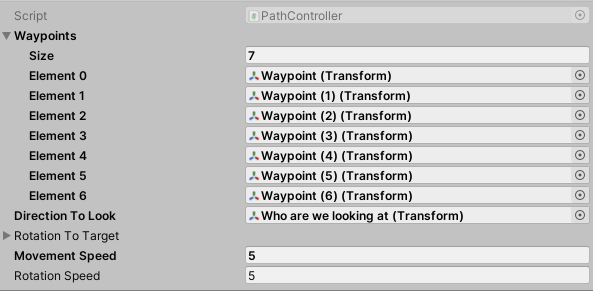 Script PathController
Waypoints
Size 7
Element 0 Waypoint (Transform)
Element 1 Waypoint (1) (Transform)
Element 2 Waypoint (2) (Transform)
Element 3 Waypoint (3) (Transform)
Element 4 Waypoint (4) (Transform)
Element 5 Waypoint (5) (Transform)
Element 6 Waypoint (6) (Transform)
Direction To Look Who are we looking at (Transform)
Rotation To Target
Movement Speed 5
Rotation Speed 5